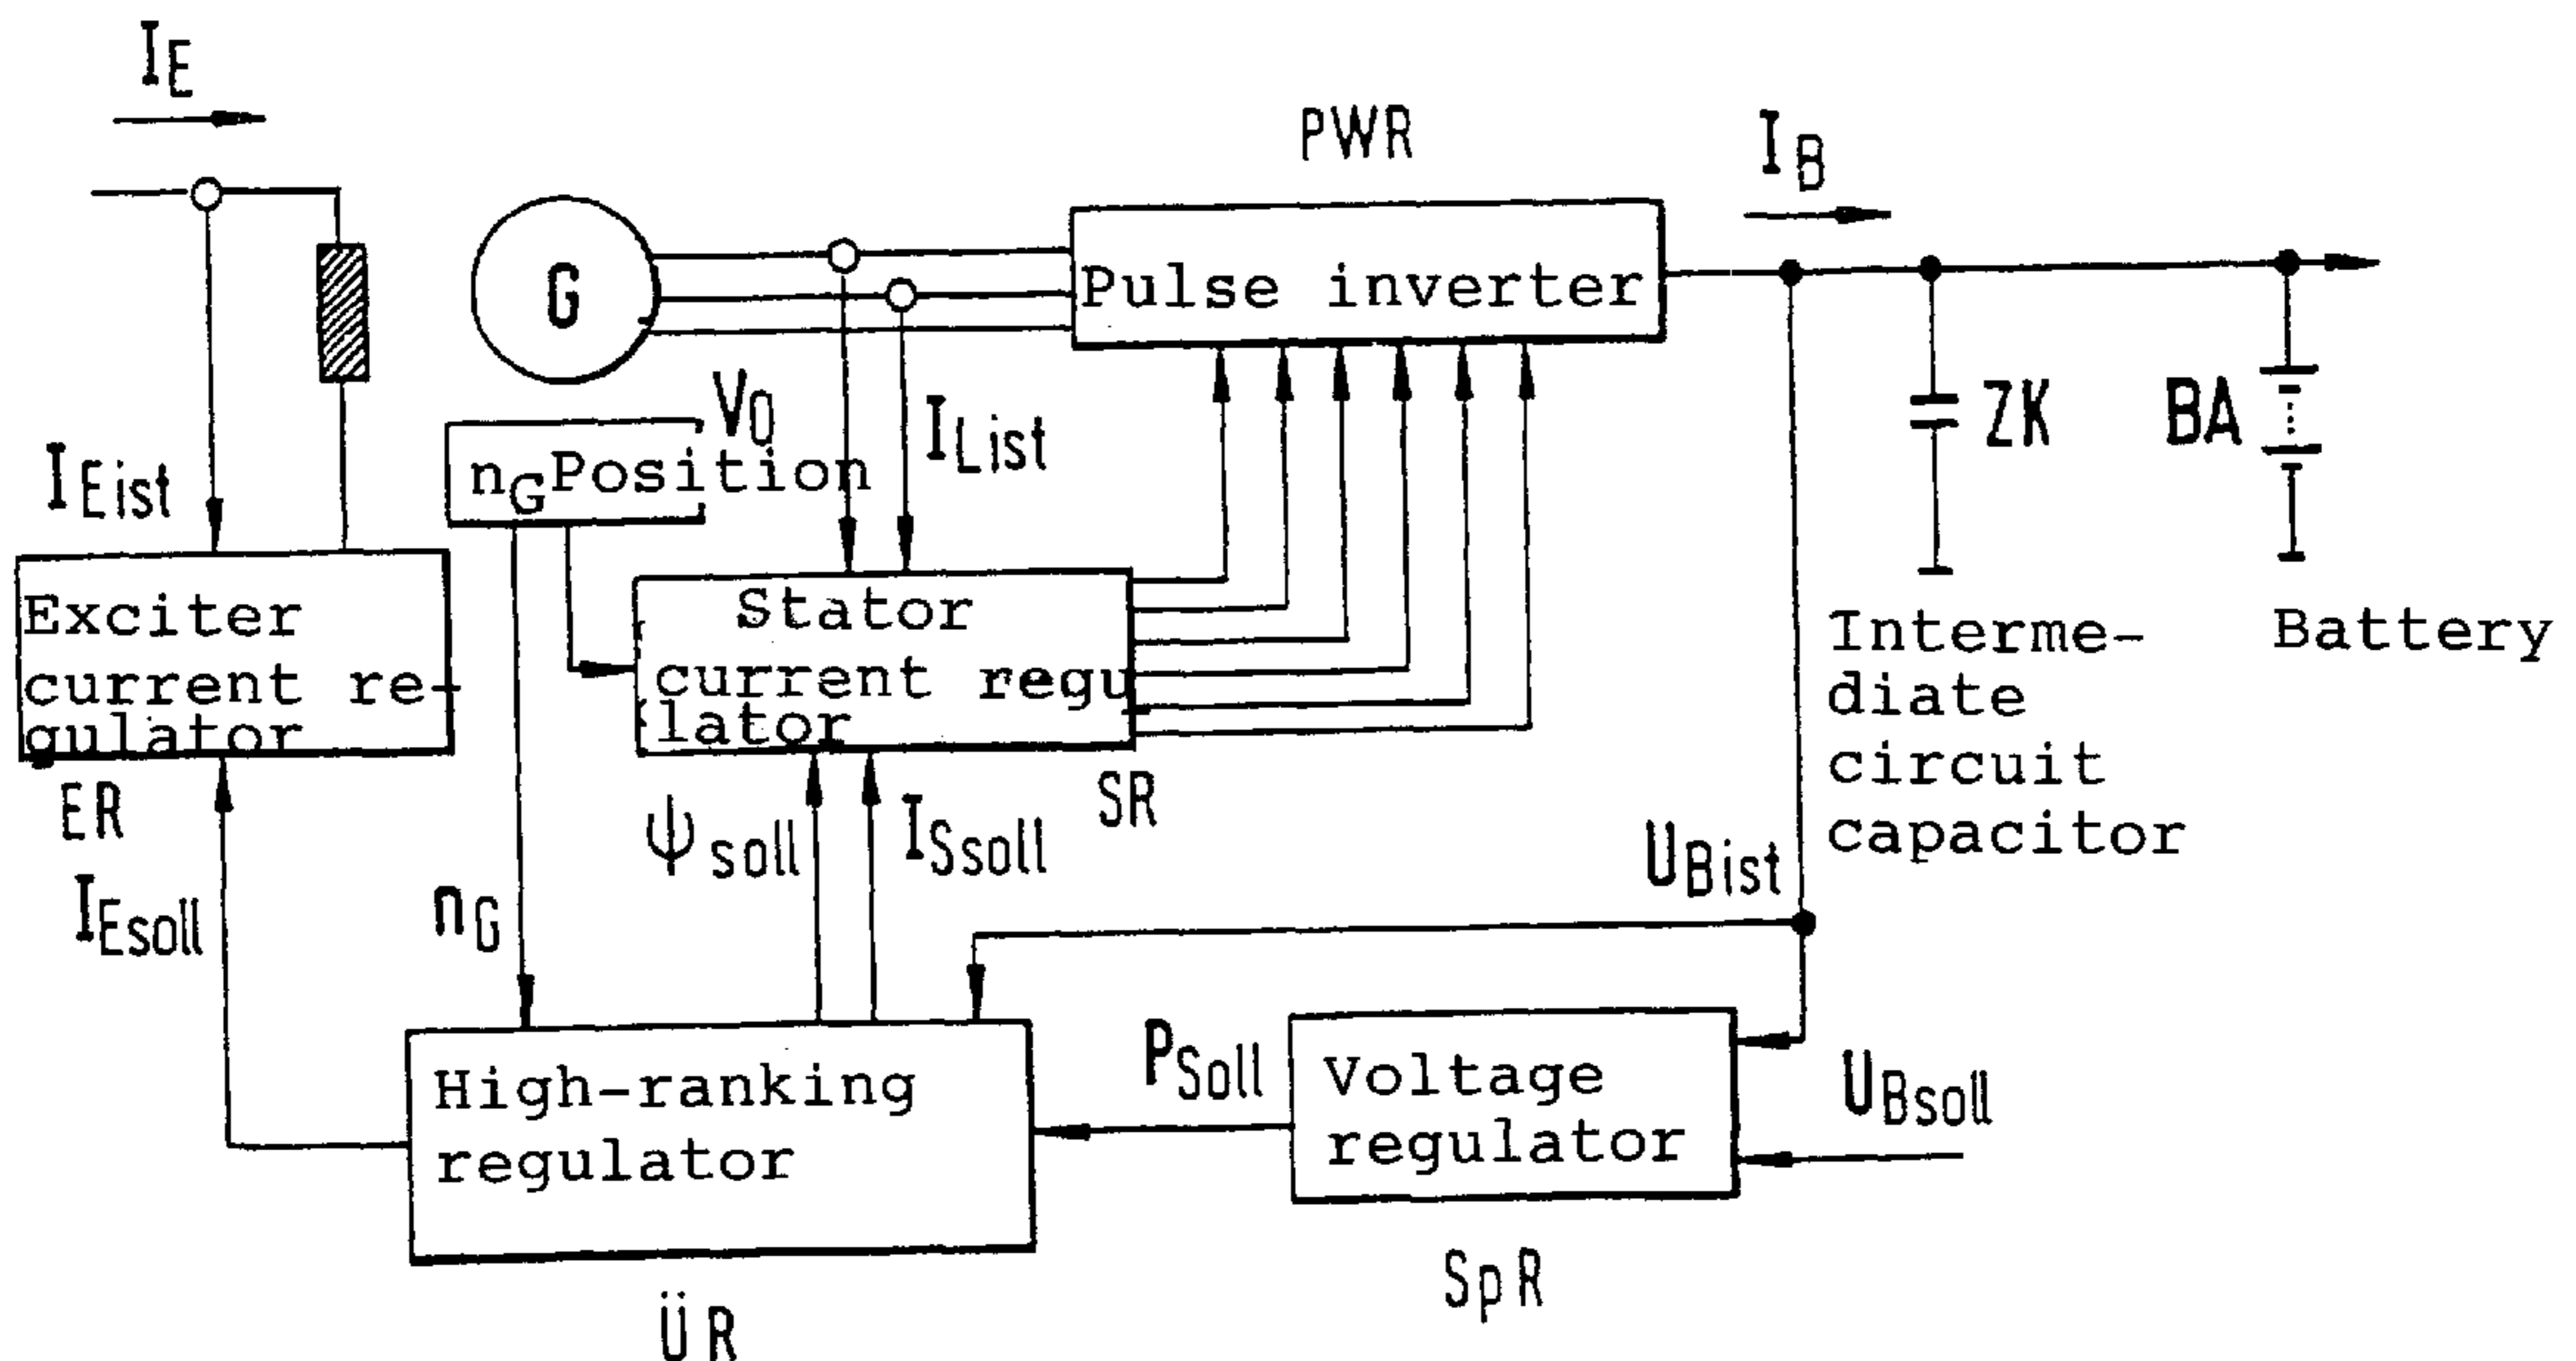 I_E
PWR
I_B
G
Pulse inverter
V_0
I_List
ZK
BA
I_Eist
n_G Position
Exciter
current re-
gulator
Stator
current regu
lator
Interme-
diate
circuit
capacitor
Battery
ER
SR
ψ_soll
I_Ssoll
U_Bist
I_Esoll
n_G
High-ranking
regulator
P_Soll
Voltage
regulator
U_Bsoll
SpR
ÜR